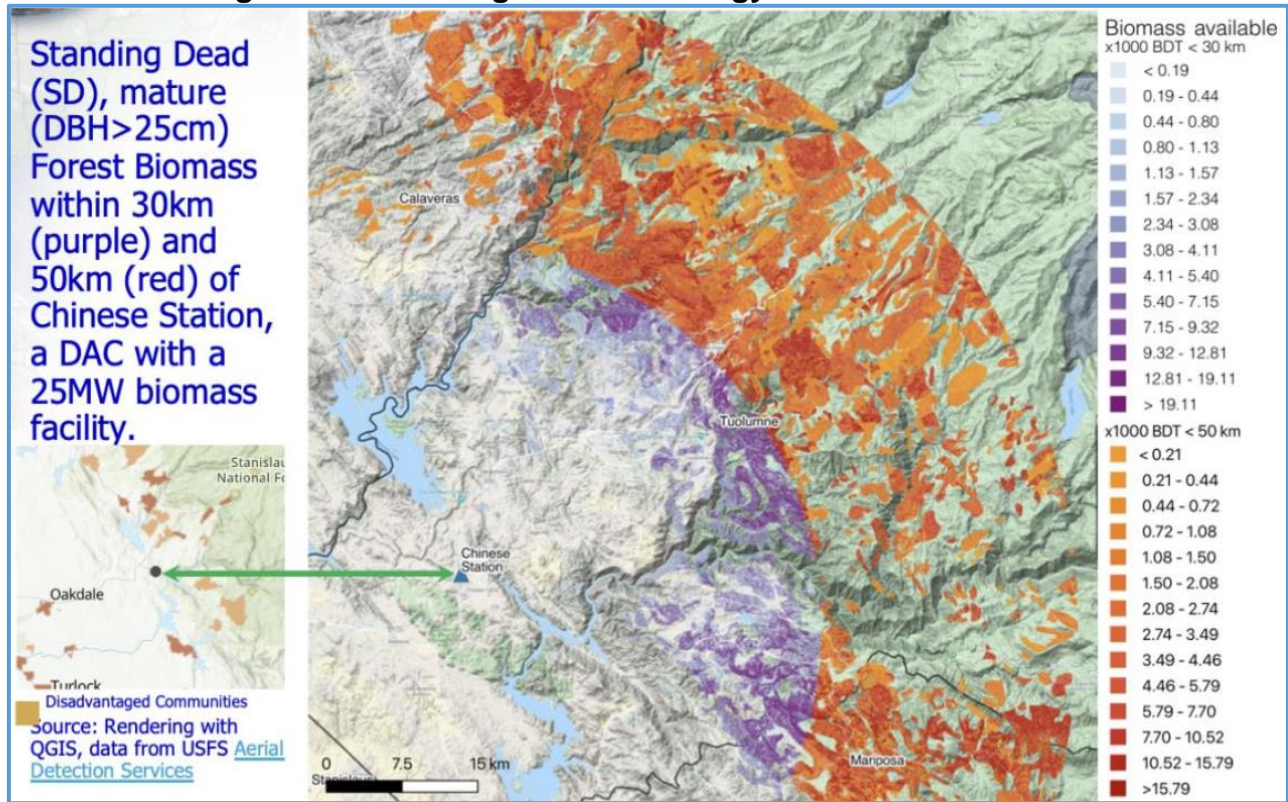 Standing Dead
(SD), mature
(DBH>25cm)
Forest Biomass
within 30km
(purple) and
50km (red) of
Chinese Station,
a DAC with a
25MW biomass
facility.
Stanislau
National Fo
Oakdale
Turlock
Disadvantaged Communities
Source: Rendering with
QGIS, data from USFS Aerial
Detection Services
Calaveras
Tuolumne
Chinese
Station
Mariposa
0 7.5 15 km
Biomass available
x1000 BDT < 30 km
< 0.19
0.19 - 0.44
0.44 - 0.80
0.80 - 1.13
1.13 - 1.57
1.57 - 2.34
2.34 - 3.08
3.08 - 4.11
4.11 - 5.40
5.40 - 7.15
7.15 - 9.32
9.32 - 12.81
12.81 - 19.11
> 19.11
x1000 BDT < 50 km
< 0.21
0.21 - 0.44
0.44 - 0.72
0.72 - 1.08
1.08 - 1.50
1.50 - 2.08
2.08 - 2.74
2.74 - 3.49
3.49 - 4.46
4.46 - 5.79
5.79 - 7.70
7.70 - 10.52
10.52 - 15.79
>15.79